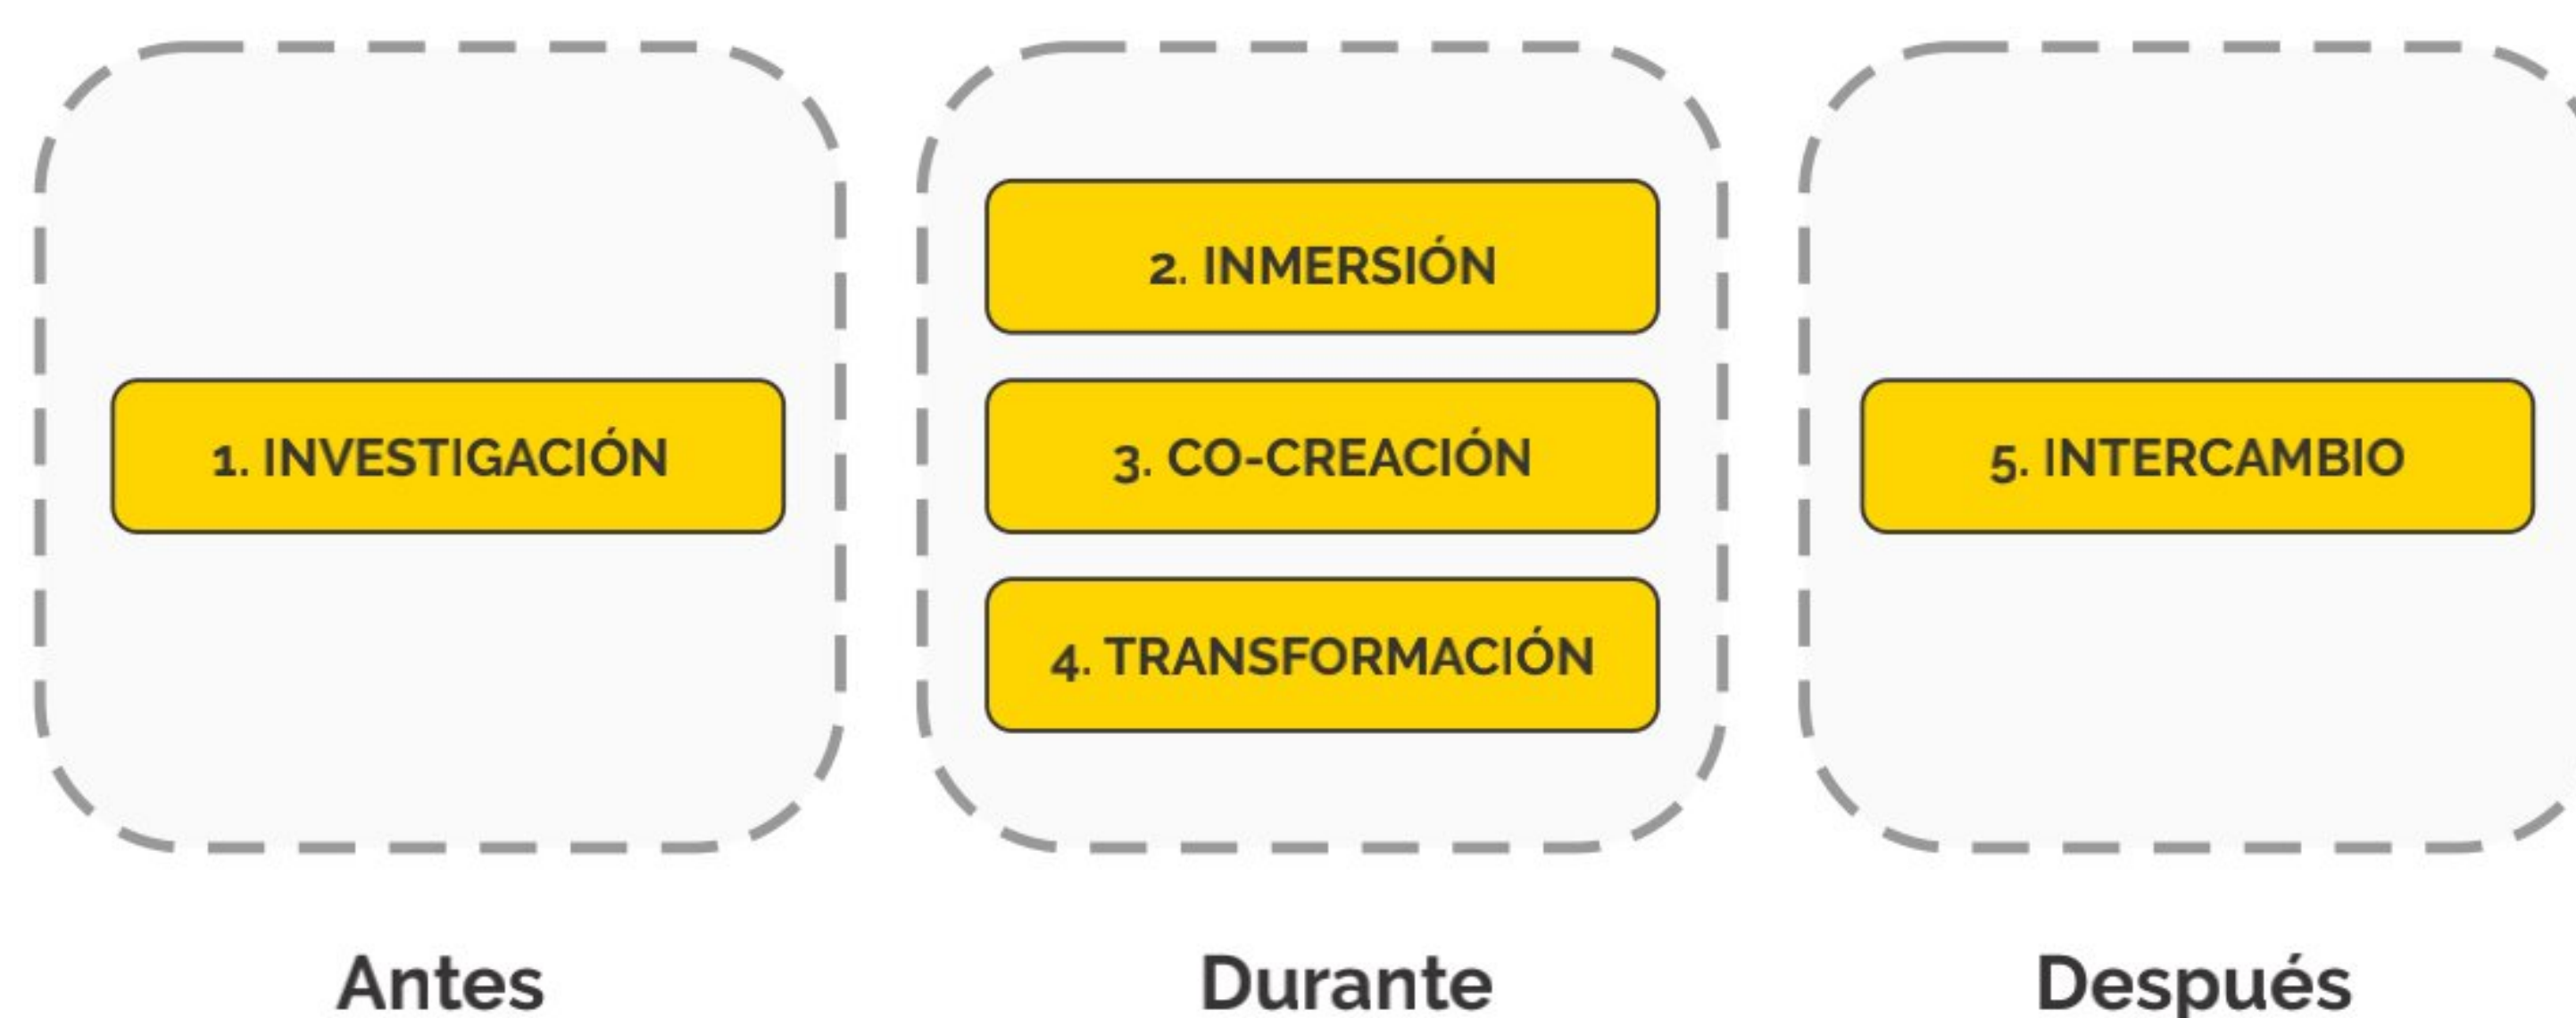 1. INVESTIGACIÓN
2. INMERSIÓN
3. CO-CREACIÓN
4. TRANSFORMACIÓN
5. INTERCAMBIO
Antes
Durante
Después